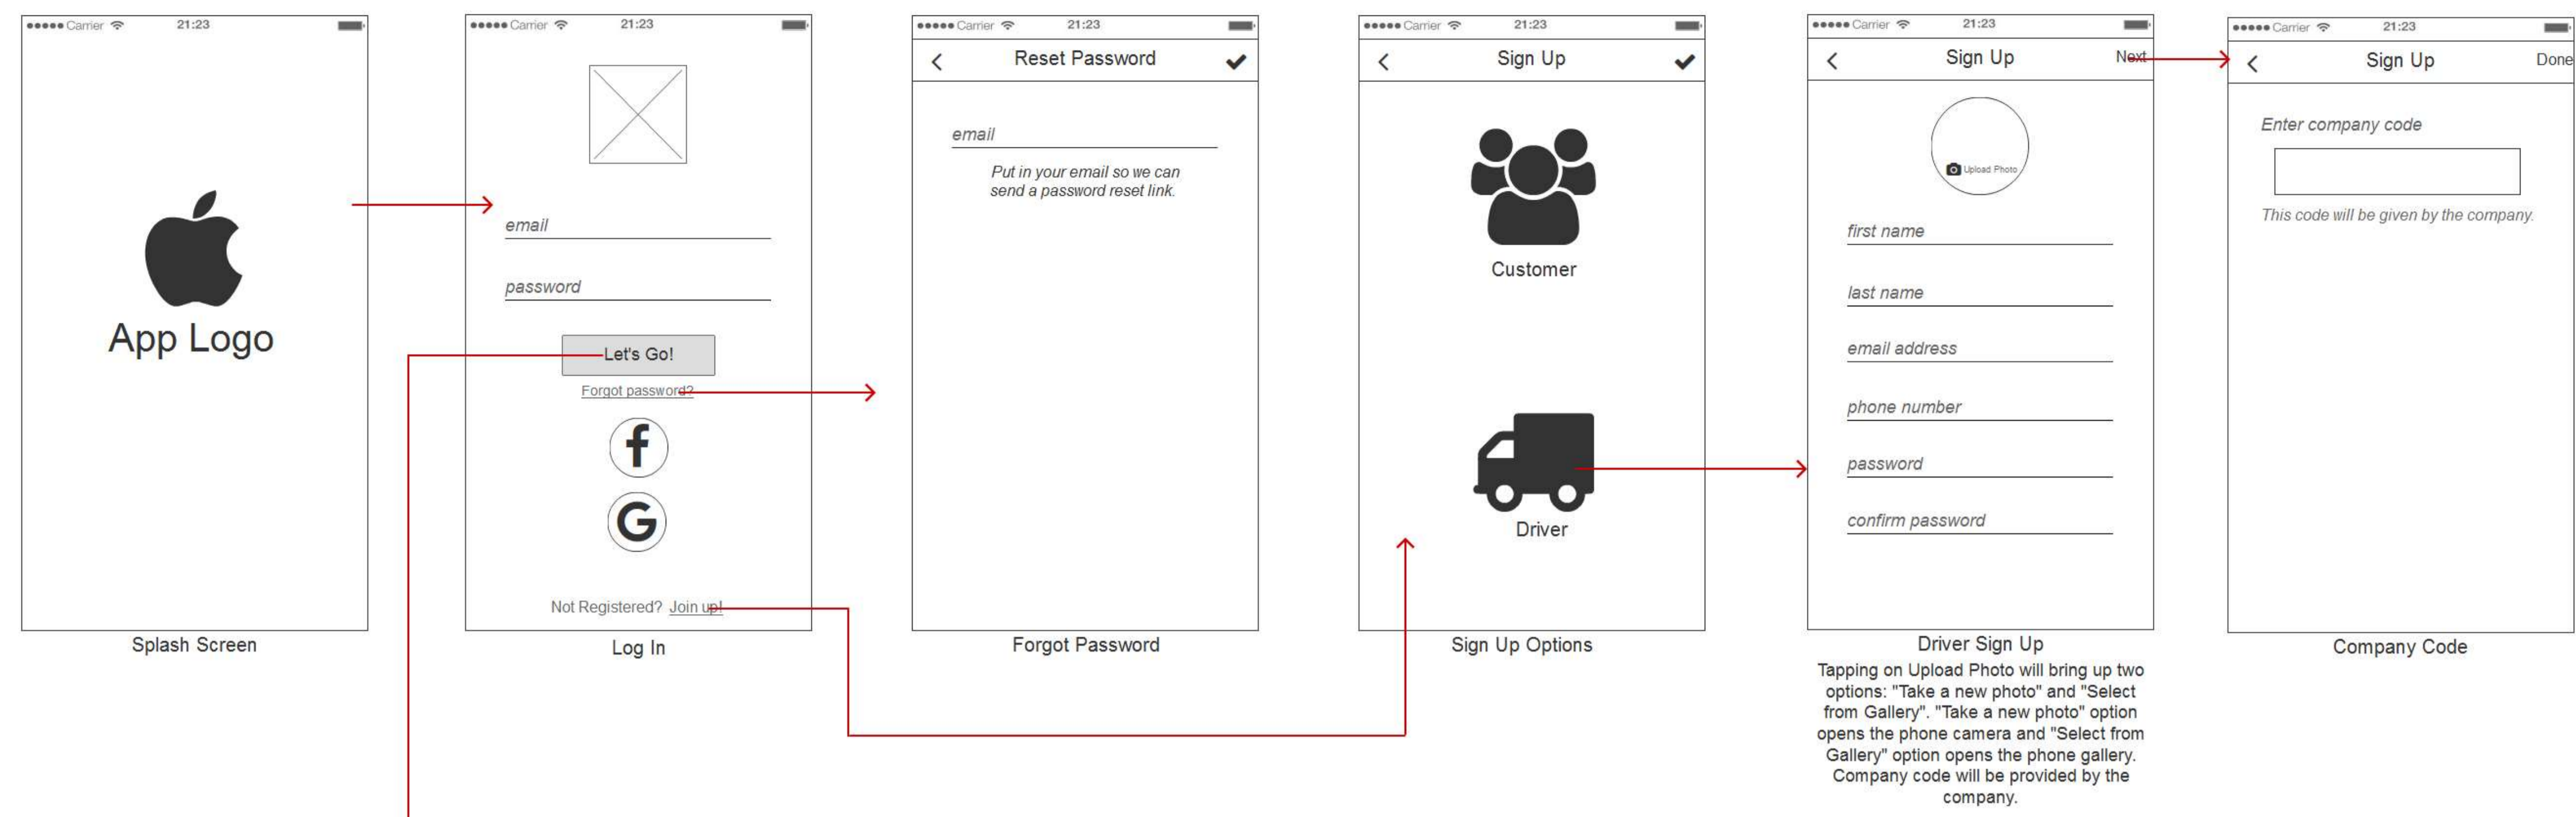 Carrier 21:23
App Logo
Splash Screen
Carrier 21:23
email
password
Let's Go!
Forgot password?
f
G
Not Registered? Join up!
Log In
Carrier 21:23
Reset Password
email
Put in your email so we can
send a password reset link.
Forgot Password
Carrier 21:23
Sign Up
Customer
Driver
Sign Up Options
Carrier 21:23
Sign Up Next
Upload Photo
first name
last name
email address
phone number
password
confirm password
Driver Sign Up
Tapping on Upload Photo will bring up two
options: "Take a new photo" and "Select
from Gallery". "Take a new photo" option
opens the phone camera and "Select from
Gallery" option opens the phone gallery.
Company code will be provided by the
company.
Carrier 21:23
Sign Up Done
Enter company code
This code will be given by the company.
Company Code